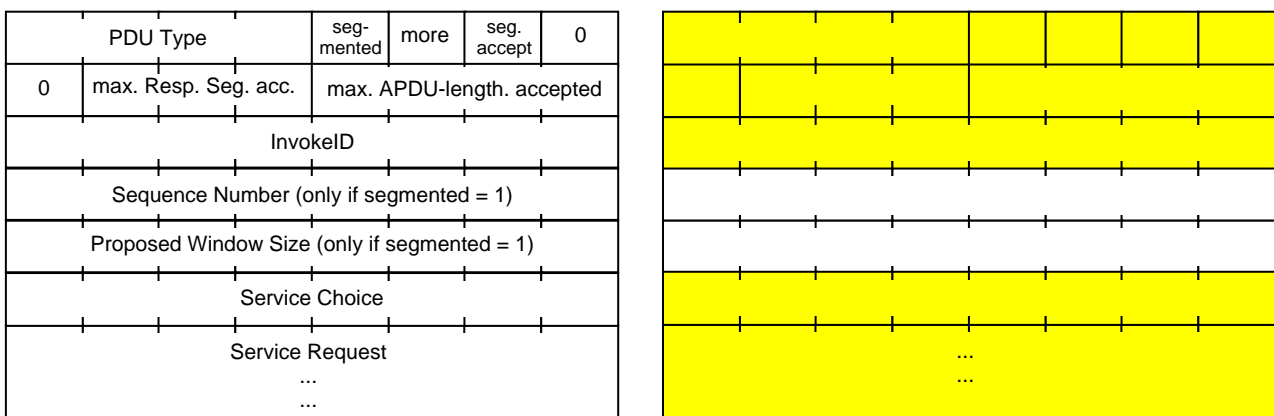 PDU Type seg-mented more seg. accept 0
0 max. Resp. Seg. acc. max. APDU-length. accepted
InvokeID
Sequence Number (only if segmented = 1)
Proposed Window Size (only if segmented = 1)
Service Choice
Service Request
...
...
...
...